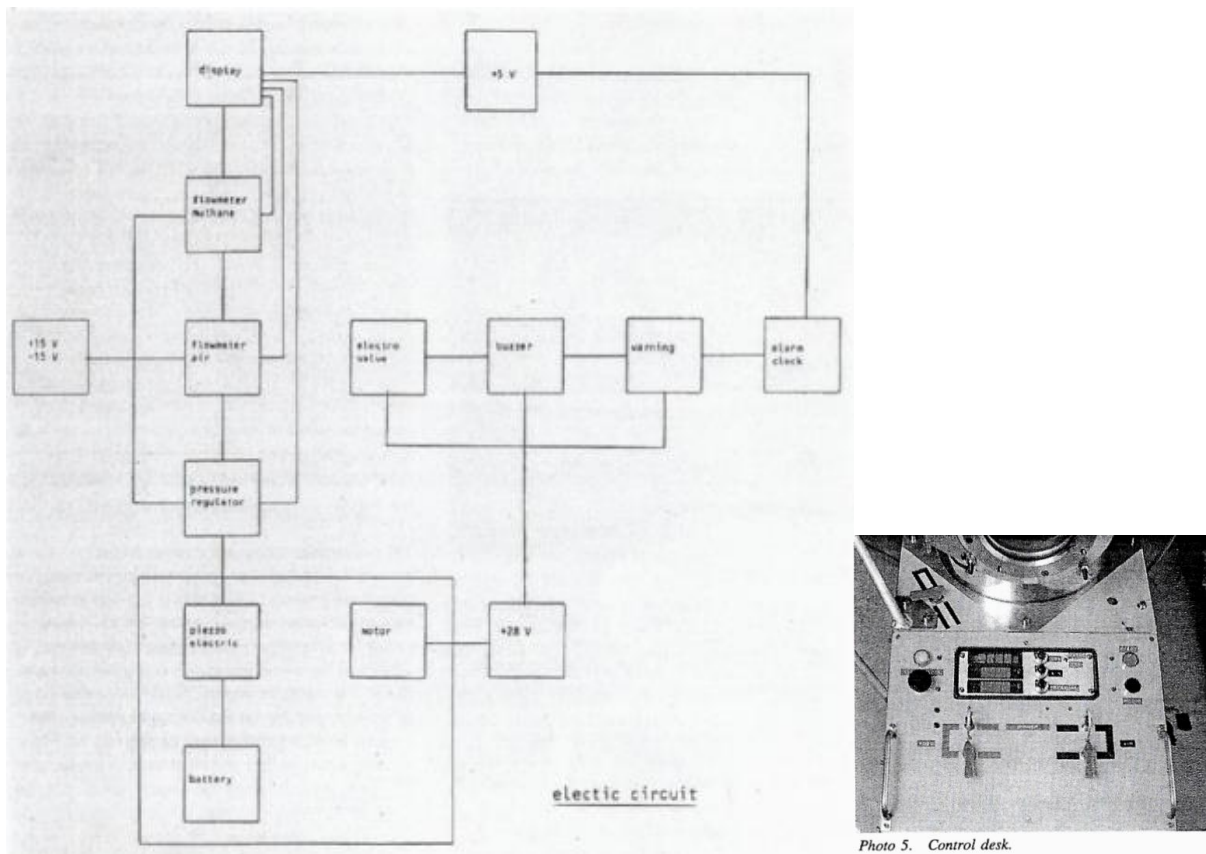 display
+5 V
flowmeter
muthane
+15 V
-15 V
flowmeter
air
electro
valve
buzzer
warning
alarm
clock
pressure
regulator
piezo
electric
motor
+28 V
battery
electic circuit
Photo 5. Control desk.